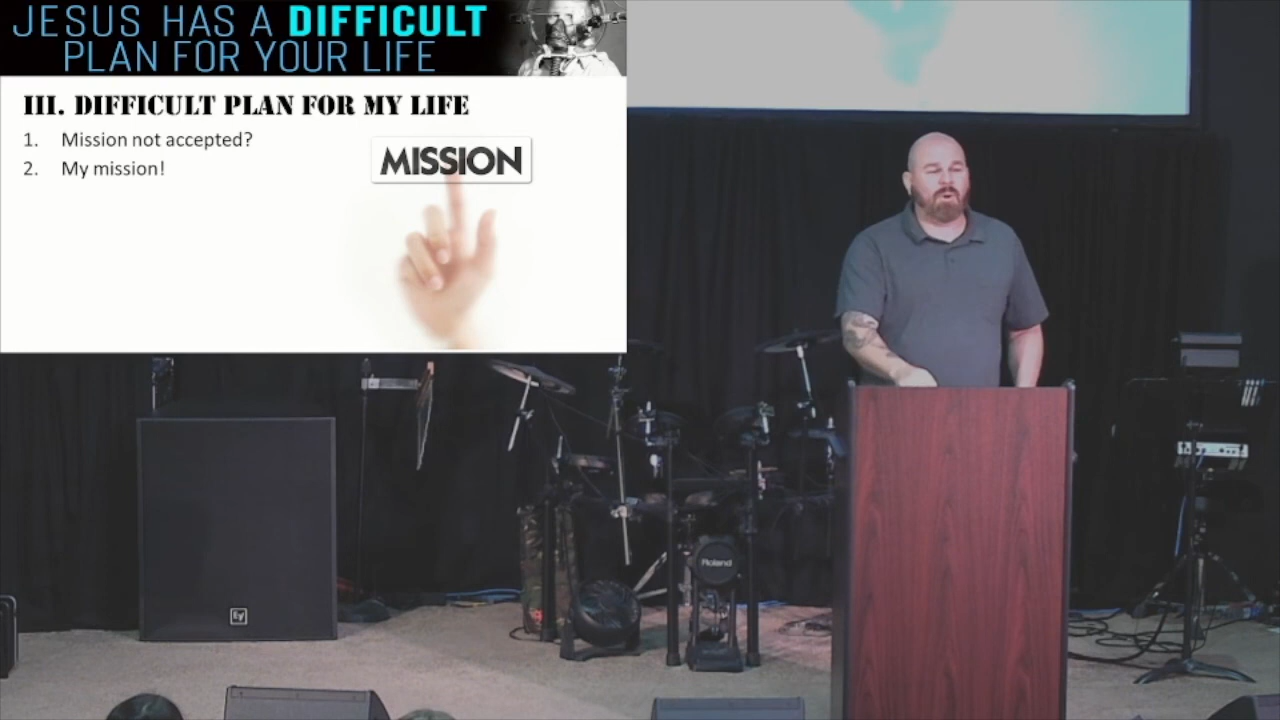 JESUS HAS A DIFFICULT
PLAN FOR YOUR LIFE
III. DIFFICULT PLAN FOR MY LIFE
1. Mission not accepted?
2. My mission!
MISSION
Roland
EV